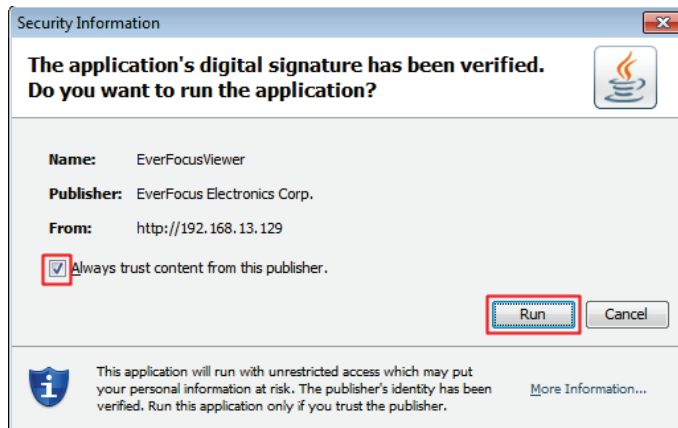 Security Information
The application's digital signature has been verified.
Do you want to run the application?
Name: EverFocusViewer
Publisher: EverFocus Electronics Corp.
From: http://192.168.13.129
Always trust content from this publisher.
Run Cancel
This application will run with unrestricted access which may put
your personal information at risk. The publisher's identity has been
verified. Run this application only if you trust the publisher.
More Information...